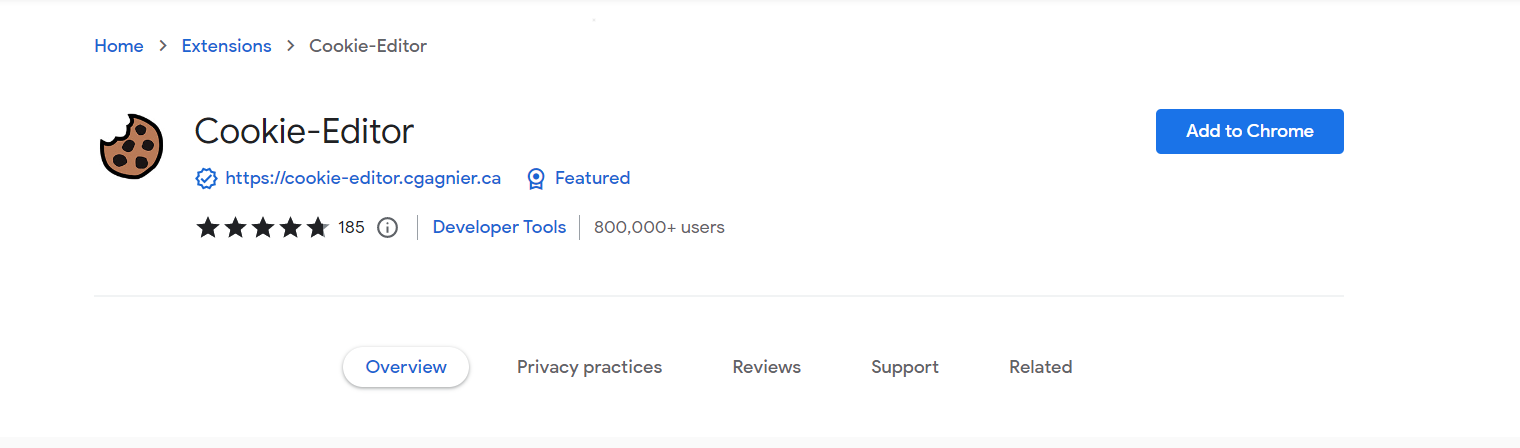 Home > Extensions > Cookie-Editor
Cookie-Editor
Add to Chrome
https://cookie-editor.cgagnier.ca Featured
185 Developer Tools 800,000+ users
Overview Privacy practices Reviews Support Related